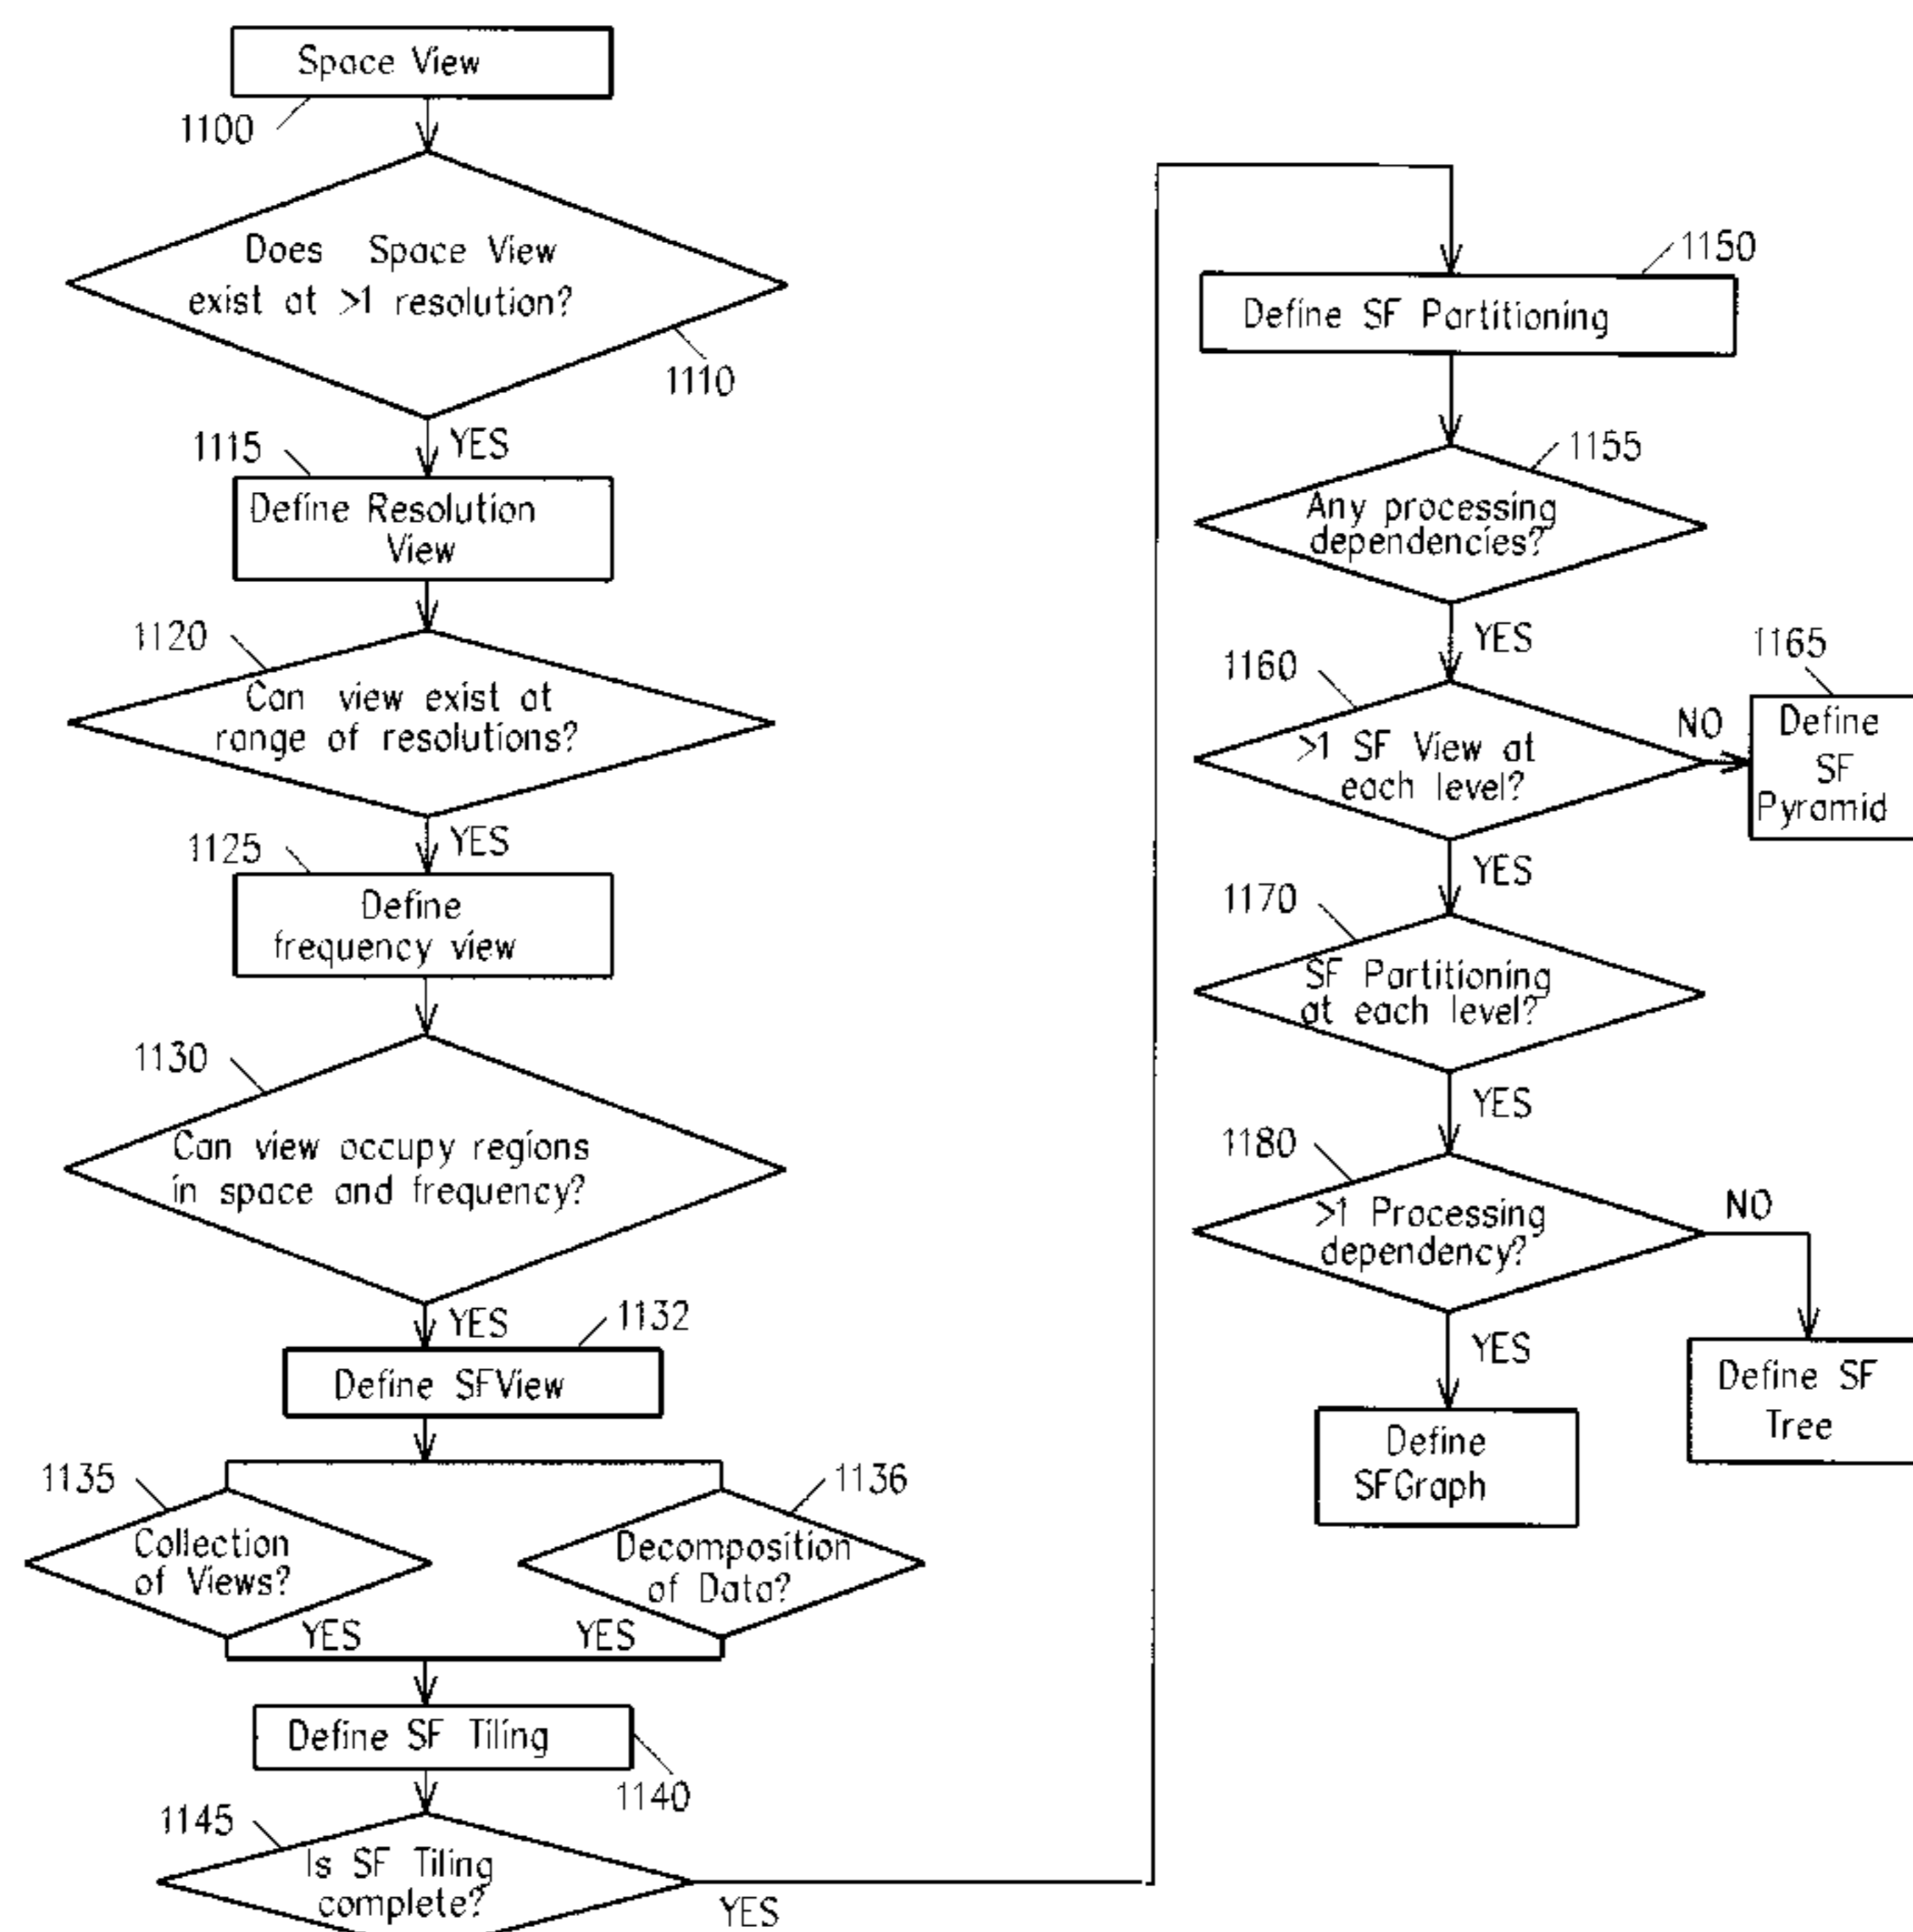 Space View
1100
Does Space View
exist at >1 resolution?
1110
YES
1115
Define Resolution
View
1120
Can view exist at
range of resolutions?
YES
1125
Define
frequency view
1130
Can view occupy regions
in space and frequency?
YES
1132
Define SFView
1135
Collection
of Views?
YES
1136
Decomposition
of Data?
YES
Define SF Tiling
1140
1145
Is SF Tiling
complete?
YES
1150
Define SF Partitioning
1155
Any processing
dependencies?
YES
1160
>1 SF View at
each level?
NO
1165
Define
SF
Pyramid
YES
1170
SF Partitioning
at each level?
YES
1180
>1 Processing
dependency?
NO
YES
Define SF
Tree
Define
SFGraph